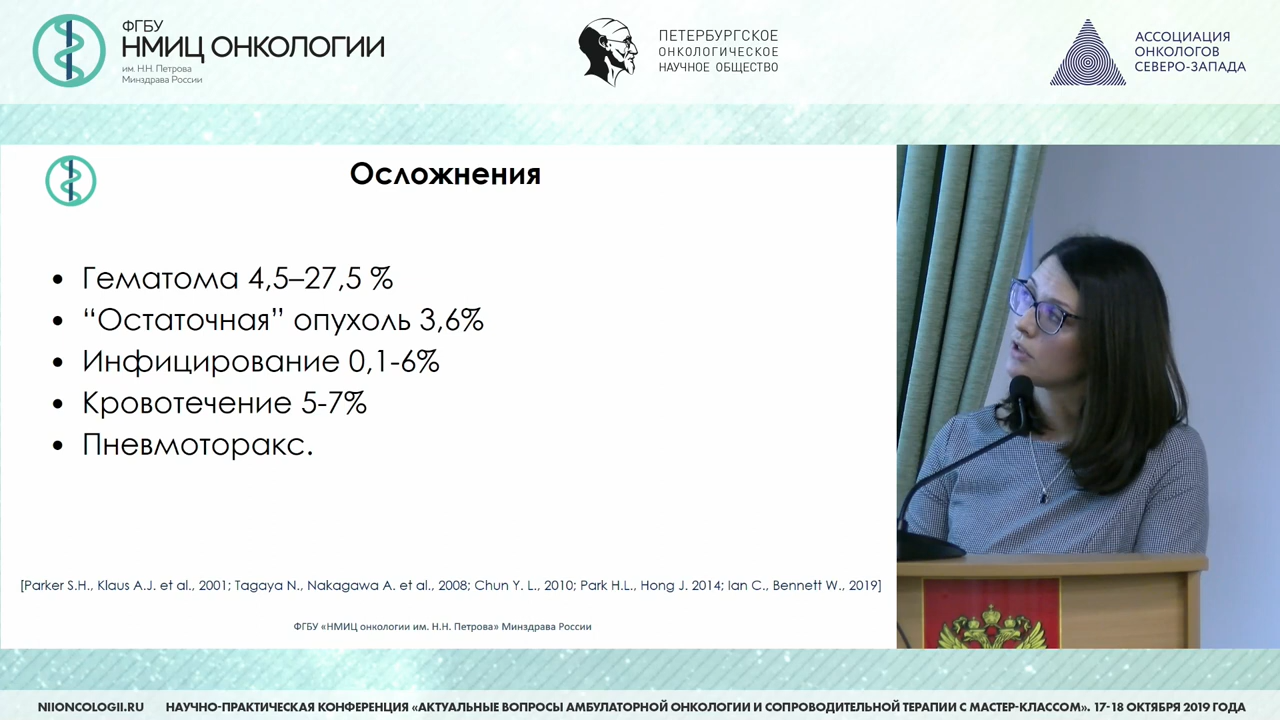 ФГБУ
НМИЦ ОНКОЛОГИИ
им. Н.Н. Петрова
Минздрава России
ПЕТЕРБУРГСКОЕ
ОНКОЛОГИЧЕСКОЕ
НАУЧНОЕ ОБЩЕСТВО
АССОЦИАЦИЯ
ОНКОЛОГОВ
СЕВЕРО-ЗАПАДА
Осложнения
• Гематома 4,5–27,5 %
• “Остаточная” опухоль 3,6%
• Инфицирование 0,1-6%
• Кровотечение 5-7%
• Пневмоторакс.
[Parker S.H., Klaus A.J. et al., 2001; Tagaya N., Nakagawa A. et al., 2008; Chun Y. L., 2010; Park H.L., Hong J. 2014; Ian C., Bennett W., 2019]
ФГБУ «НМИЦ онкологии им. Н.Н. Петрова» Минздрава России
NIIONCOLOGII.RU НАУЧНО-ПРАКТИЧЕСКАЯ КОНФЕРЕНЦИЯ «АКТУАЛЬНЫЕ ВОПРОСЫ АМБУЛАТОРНОЙ ОНКОЛОГИИ И СОПРОВОДИТЕЛЬНОЙ ТЕРАПИИ С МАСТЕР-КЛАССОМ». 17-18 ОКТЯБРЯ 2019 ГОДА